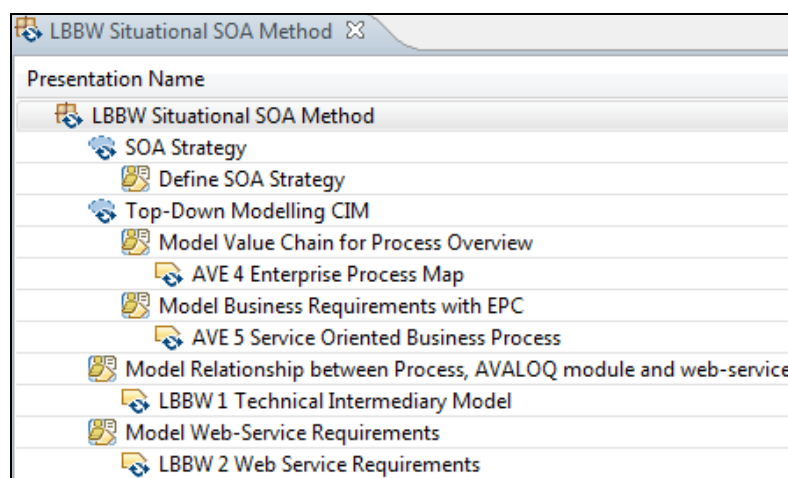 LBBW Situational SOA Method
Presentation Name
LBBW Situational SOA Method
SOA Strategy
Define SOA Strategy
Top-Down Modelling CIM
Model Value Chain for Process Overview
AVE 4 Enterprise Process Map
Model Business Requirements with EPC
AVE 5 Service Oriented Business Process
Model Relationship between Process, AVALOQ module and web-service
LBBW 1 Technical Intermediary Model
Model Web-Service Requirements
LBBW 2 Web Service Requirements